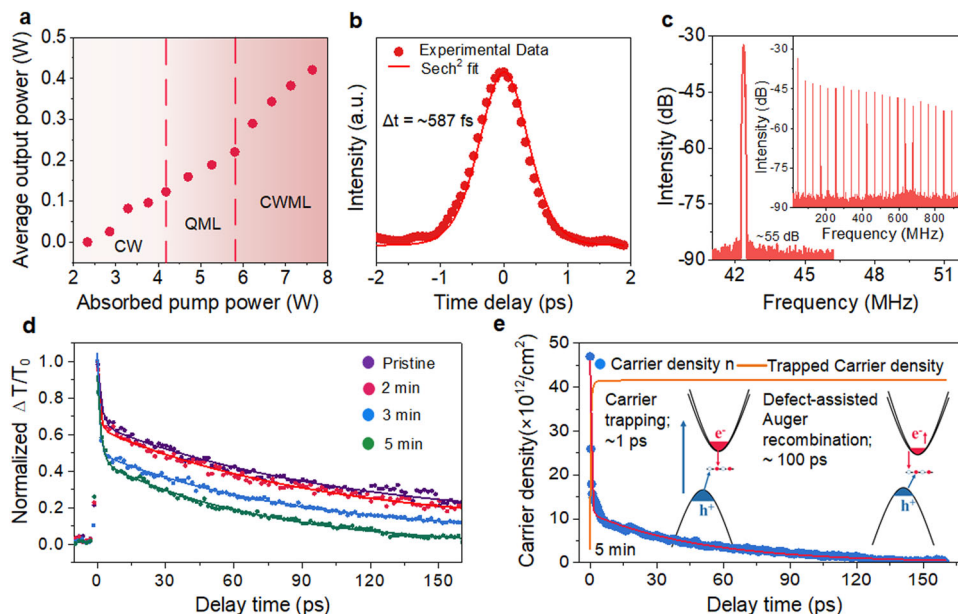 a
Average output power (W)
0.5
0.4
0.3
0.2
0.1
0.0
CW
QML
CWML
2 3 4 5 6 7 8
Absorbed pump power (W)
b
Intensity (a.u.)
Experimental Data
Sech² fit
Δt = ~587 fs
-2 -1 0 1 2
Time delay (ps)
c
Intensity (dB)
-30
-45
-60
-75
-90
~55 dB
42 45 48 51
Frequency (MHz)
Intensity (dB)
-30
-45
-60
-75
-90
200 400 600 800
Frequency (MHz)
d
Normalized Δ T/T₀
1.0
0.8
0.6
0.4
0.2
0.0
Pristine
2 min
3 min
5 min
0 30 60 90 120 150
Delay time (ps)
e
Carrier density(×10¹²/cm²)
50
40
30
20
10
0
Carrier density n
Trapped Carrier density
Carrier
trapping;
~1 ps
e⁻
h⁺
Defect-assisted
Auger
recombination;
~ 100 ps
e⁻
h⁺
5 min
0 30 60 90 120 150
Delay time (ps)